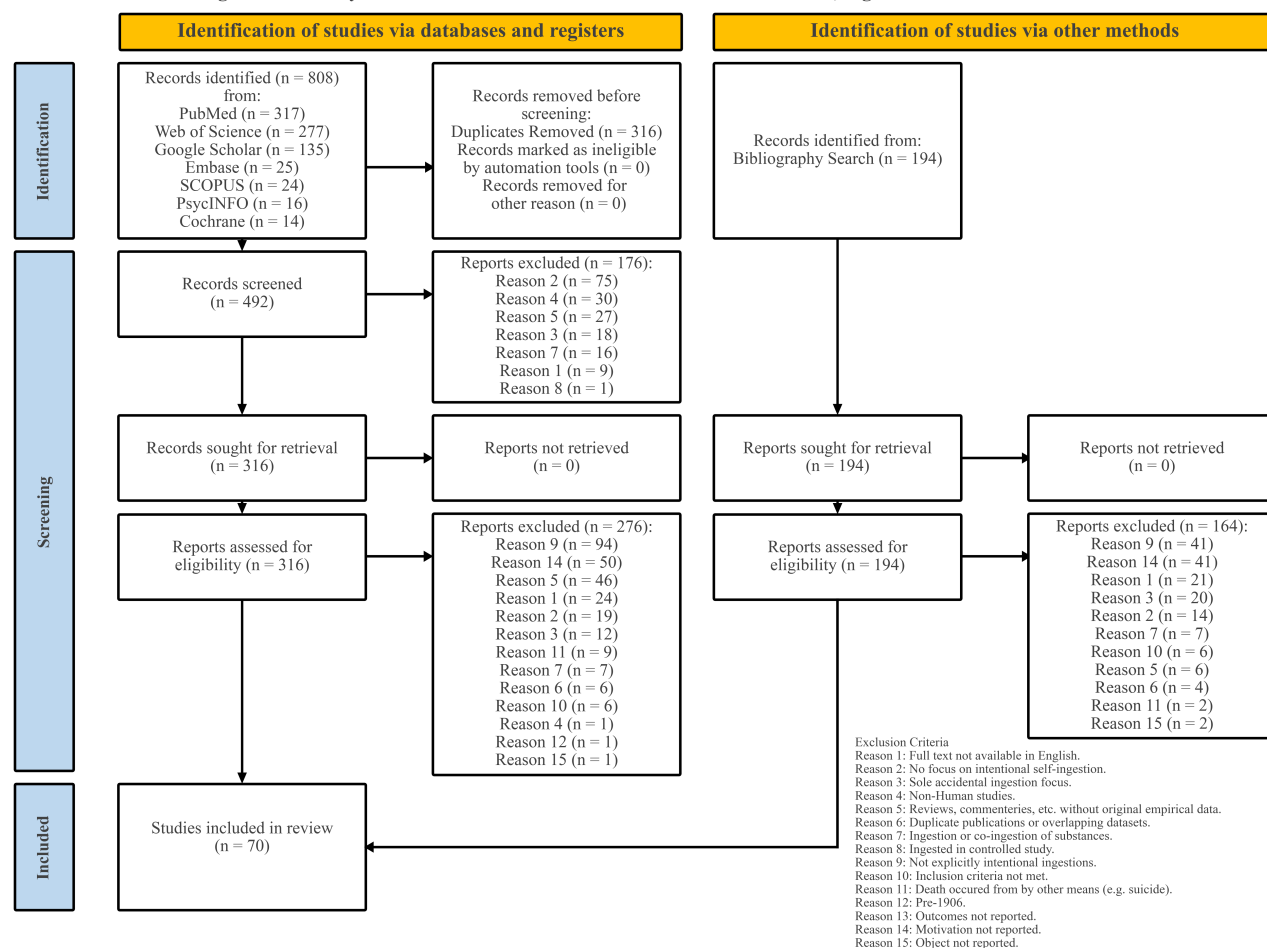 Identification of studies via databases and registers
Identification of studies via other methods
Identification
Records identified (n = 808)
from:
PubMed (n = 317)
Web of Science (n = 277)
Google Scholar (n = 135)
Embase (n = 25)
SCOPUS (n = 24)
PsycINFO (n = 16)
Cochrane (n = 14)
Records removed before
screening:
Duplicates Removed (n = 316)
Records marked as ineligible
by automation tools (n = 0)
Records removed for
other reason (n = 0)
Records identified from:
Bibliography Search (n = 194)
Screening
Records screened
(n = 492)
Reports excluded (n = 176):
Reason 2 (n = 75)
Reason 4 (n = 30)
Reason 5 (n = 27)
Reason 3 (n = 18)
Reason 7 (n = 16)
Reason 1 (n = 9)
Reason 8 (n = 1)
Records sought for retrieval
(n = 316)
Reports not retrieved
(n = 0)
Reports sought for retrieval
(n = 194)
Reports not retrieved
(n = 0)
Reports assessed for
eligibility (n = 316)
Reports excluded (n = 276):
Reason 9 (n = 94)
Reason 14 (n = 50)
Reason 5 (n = 46)
Reason 1 (n = 24)
Reason 2 (n = 19)
Reason 3 (n = 12)
Reason 11 (n = 9)
Reason 7 (n = 7)
Reason 6 (n = 6)
Reason 10 (n = 6)
Reason 4 (n = 1)
Reason 12 (n = 1)
Reason 15 (n = 1)
Reports assessed for
eligibility (n = 194)
Reports excluded (n = 164):
Reason 9 (n = 41)
Reason 14 (n = 41)
Reason 1 (n = 21)
Reason 3 (n = 20)
Reason 2 (n = 14)
Reason 7 (n = 7)
Reason 10 (n = 6)
Reason 5 (n = 6)
Reason 6 (n = 4)
Reason 11 (n = 2)
Reason 15 (n = 2)
Included
Studies included in review
(n = 70)
Exclusion Criteria
Reason 1: Full text not available in English.
Reason 2: No focus on intentional self-ingestion.
Reason 3: Sole accidental ingestion focus.
Reason 4: Non-Human studies.
Reason 5: Reviews, commenteries, etc. without original empirical data.
Reason 6: Duplicate publications or overlapping datasets.
Reason 7: Ingestion or co-ingestion of substances.
Reason 8: Ingested in controlled study.
Reason 9: Not explicitly intentional ingestions.
Reason 10: Inclusion criteria not met.
Reason 11: Death occured from by other means (e.g. suicide).
Reason 12: Pre-1906.
Reason 13: Outcomes not reported.
Reason 14: Motivation not reported.
Reason 15: Object not reported.